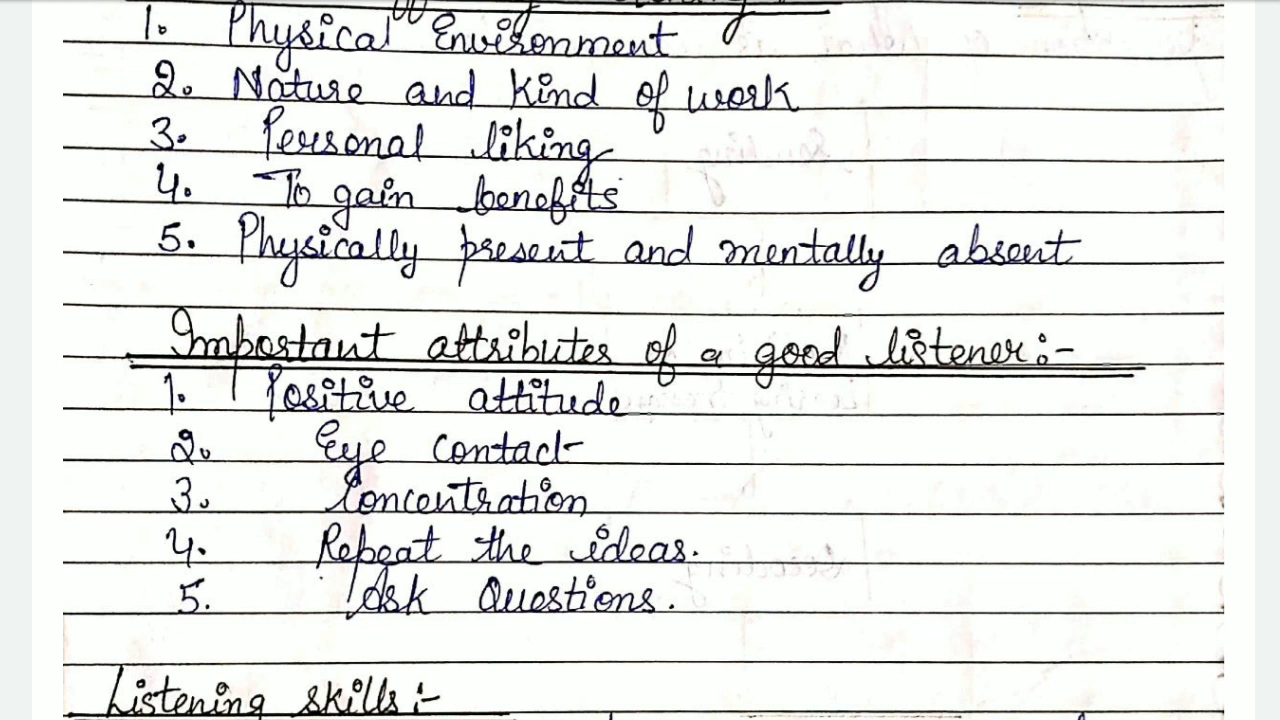 1. Physical Environment
2. Nature and kind of work
3. Personal liking
4. To gain benefits
5. Physically present and mentally absent
Important attributes of a good listener:-
1. Positive attitude
2. Eye contact
3. Concentration
4. Repeat the ideas.
5. Ask Questions.
Listening skills:-